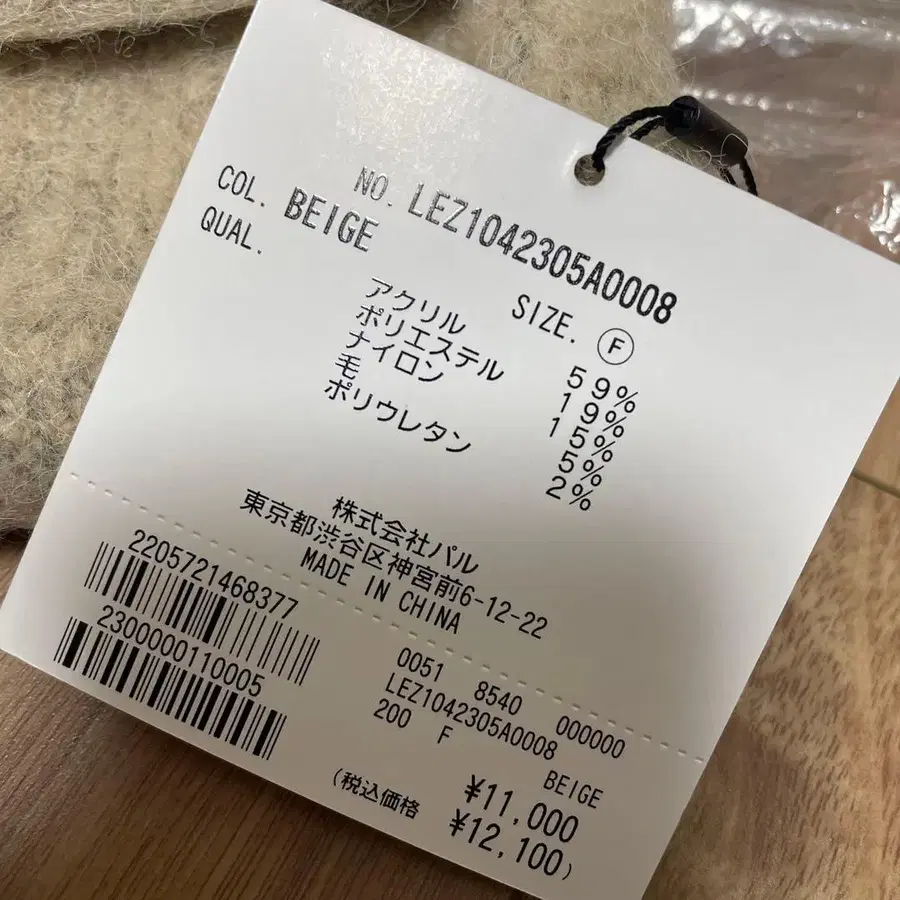 NO. LEZ1042305A0008
COL. BEIGE
SIZE. F
QUAL.
アクリル 59%
ポリエステル 19%
ナイロン 15%
毛 5%
ポリウレタン 2%
株式会社パル
東京都渋谷区神宮前6-12-22
MADE IN CHINA
2205721468377
2300000110005
0051 8540 000000
LEZ1042305A0008
200 F BEIGE
¥11,000
(税込価格 ¥12,100)